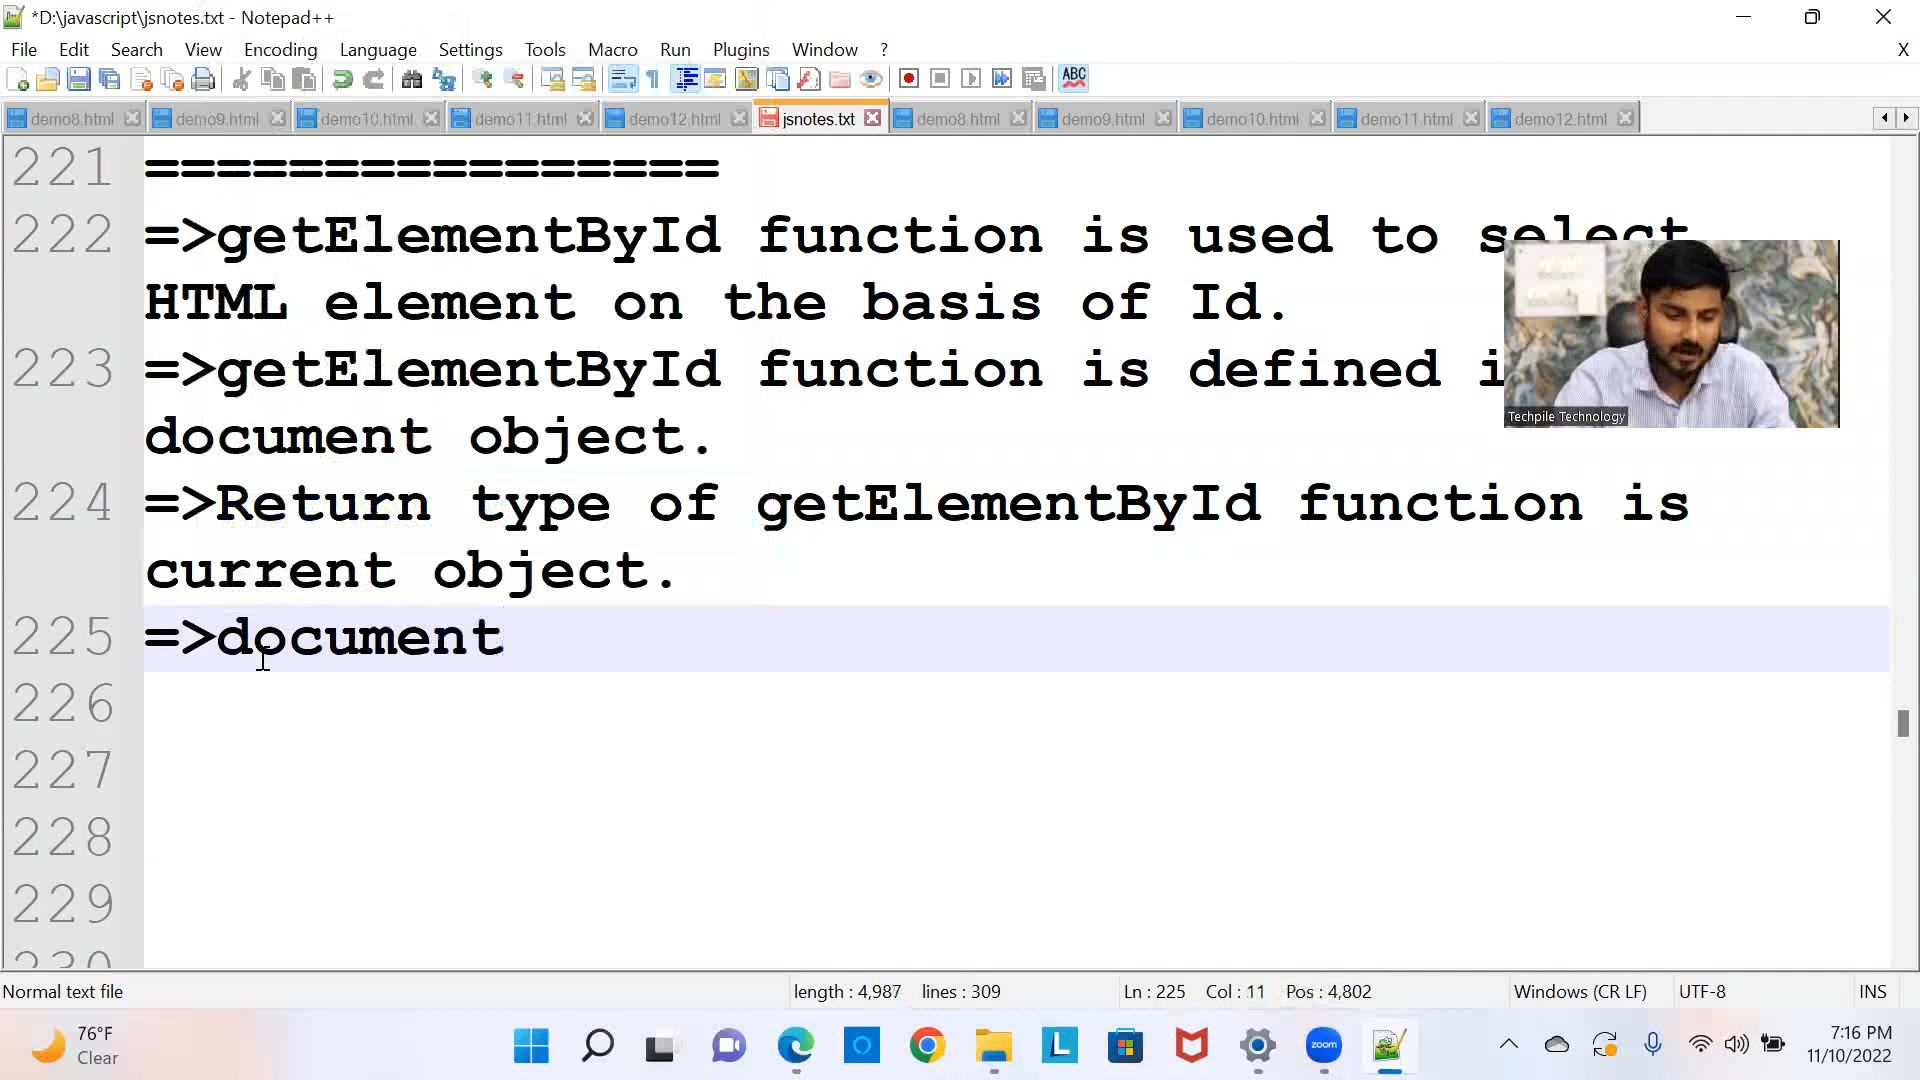 *D:\javascript\jsnotes.txt - Notepad++
File Edit Search View Encoding Language Settings Tools Macro Run Plugins Window ? X
ABC
demo8.html demo9.html demo10.html demo11.html demo12.html jsnotes.txt demo8.html demo9.html demo10.html demo11.html demo12.html
221 ================
222 =>getElementById function is used to select
HTML element on the basis of Id.
223 =>getElementById function is defined
document object.
Techpile Technology
224 =>Return type of getElementById function is
current object.
225 =>document
226
227
228
229
230
Normal text file length : 4,987 lines : 309 Ln : 225 Col : 11 Pos : 4,802 Windows (CR LF) UTF-8 INS
76°F
Clear
L
zoom
7:16 PM
11/10/2022